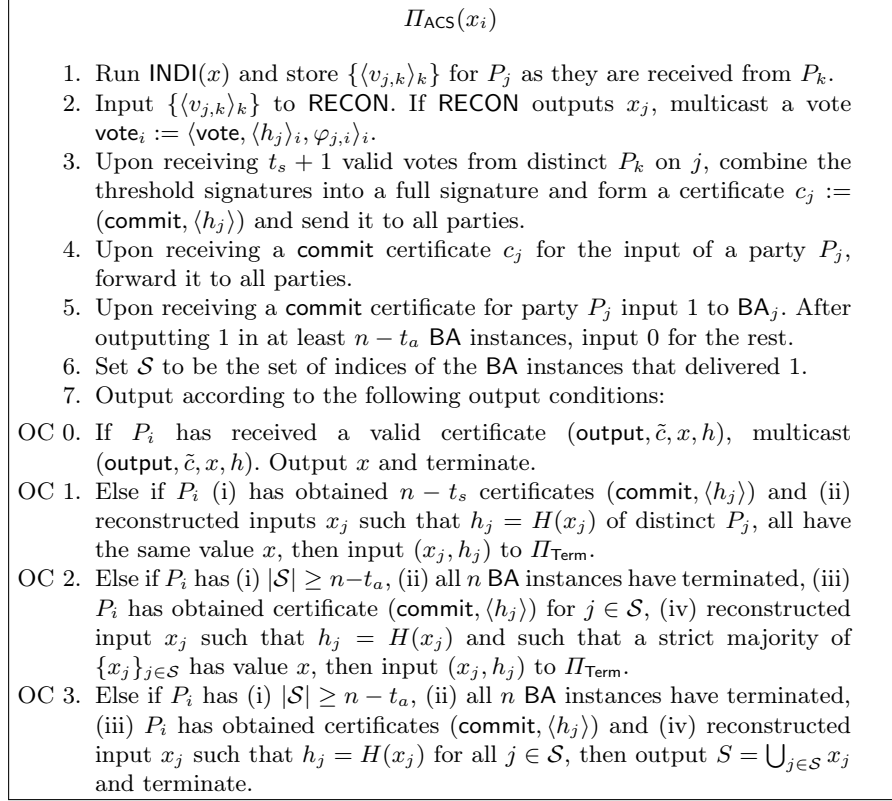 Π_ACS(x_i)
1. Run INDI(x) and store {⟨v_{j,k}⟩_k} for P_j as they are received from P_k.
2. Input {⟨v_{j,k}⟩_k} to RECON. If RECON outputs x_j, multicast a vote
vote_i := ⟨vote, ⟨h_j⟩_i, φ_{j,i}⟩_i.
3. Upon receiving t_s + 1 valid votes from distinct P_k on j, combine the
threshold signatures into a full signature and form a certificate c_j :=
(commit, ⟨h_j⟩) and send it to all parties.
4. Upon receiving a commit certificate c_j for the input of a party P_j,
forward it to all parties.
5. Upon receiving a commit certificate for party P_j input 1 to BA_j. After
outputting 1 in at least n − t_a BA instances, input 0 for the rest.
6. Set 𝒮 to be the set of indices of the BA instances that delivered 1.
7. Output according to the following output conditions:
OC 0. If P_i has received a valid certificate (output, c̃, x, h), multicast
(output, c̃, x, h). Output x and terminate.
OC 1. Else if P_i (i) has obtained n − t_s certificates (commit, ⟨h_j⟩) and (ii)
reconstructed inputs x_j such that h_j = H(x_j) of distinct P_j, all have
the same value x, then input (x_j, h_j) to Π_Term.
OC 2. Else if P_i has (i) |𝒮| ≥ n−t_a, (ii) all n BA instances have terminated, (iii)
P_i has obtained certificate (commit, ⟨h_j⟩) for j ∈ 𝒮, (iv) reconstructed
input x_j such that h_j = H(x_j) and such that a strict majority of
{x_j}_{j∈𝒮} has value x, then input (x_j, h_j) to Π_Term.
OC 3. Else if P_i has (i) |𝒮| ≥ n − t_a, (ii) all n BA instances have terminated,
(iii) P_i has obtained certificates (commit, ⟨h_j⟩) and (iv) reconstructed
input x_j such that h_j = H(x_j) for all j ∈ 𝒮, then output S = ⋃_{j∈𝒮} x_j
and terminate.